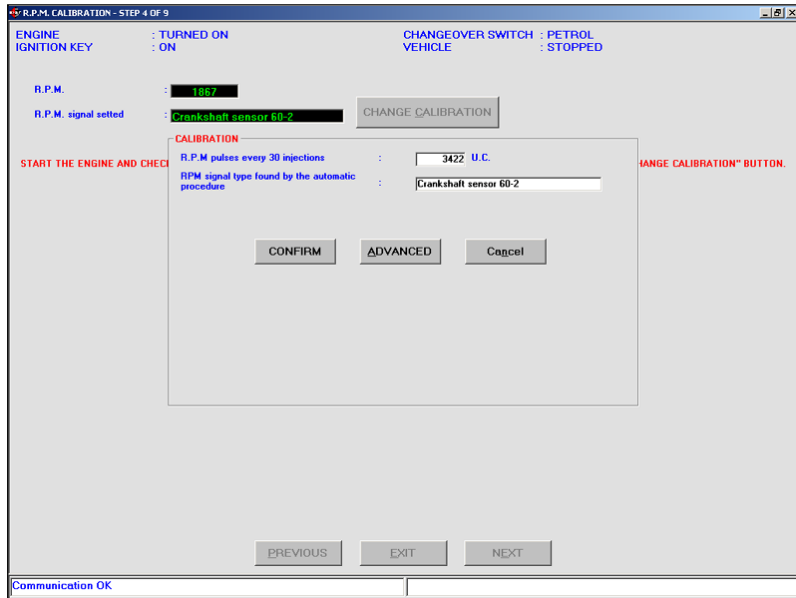 R.P.M. CALIBRATION - STEP 4 OF 9
ENGINE : TURNED ON CHANGEOVER SWITCH : PETROL
IGNITION KEY : ON VEHICLE : STOPPED
R.P.M. : 1867
R.P.M. signal setted : Crankshaft sensor 60-2 CHANGE CALIBRATION
CALIBRATION
START THE ENGINE AND CHEC HANGE CALIBRATION" BUTTON.
R.P.M pulses every 30 injections : 3422 U.C.
RPM signal type found by the automatic
procedure : Crankshaft sensor 60-2
CONFIRM ADVANCED Cancel
PREVIOUS EXIT NEXT
Communication OK